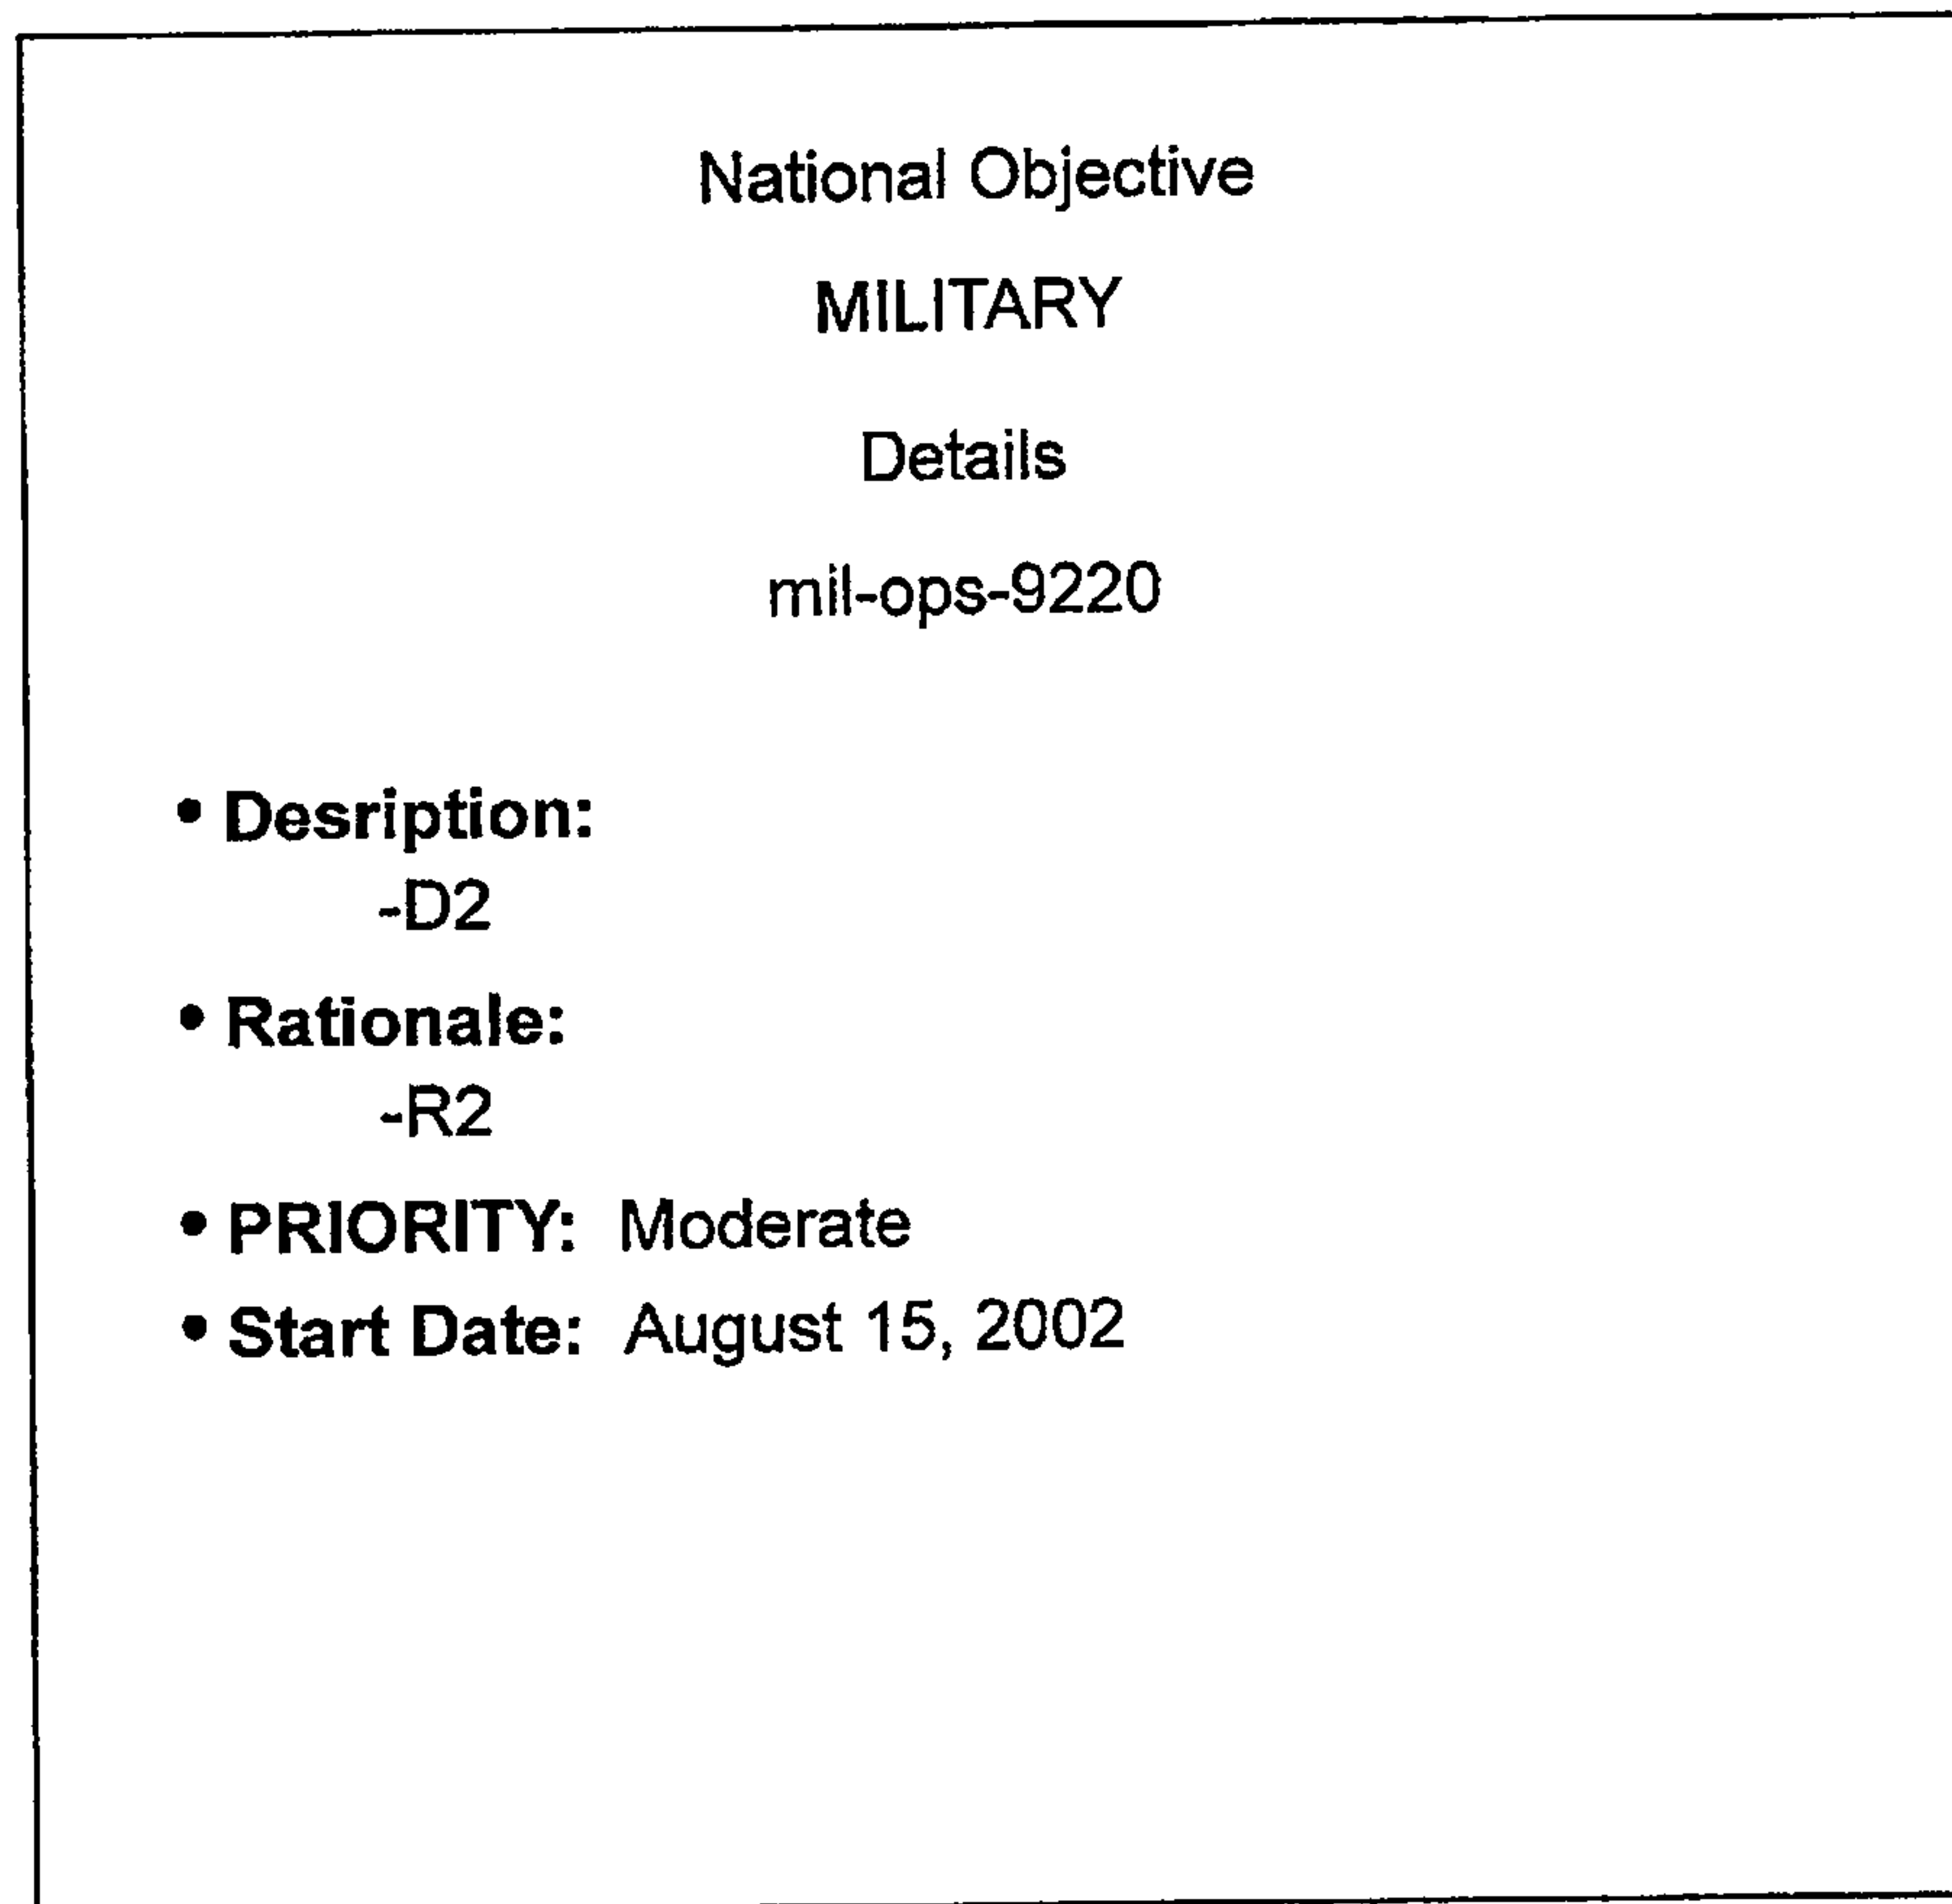 National Objective
MILITARY
Details
mil-ops-9220
• Desription:
-D2
• Rationale:
-R2
• PRIORITY: Moderate
• Start Date: August 15, 2002